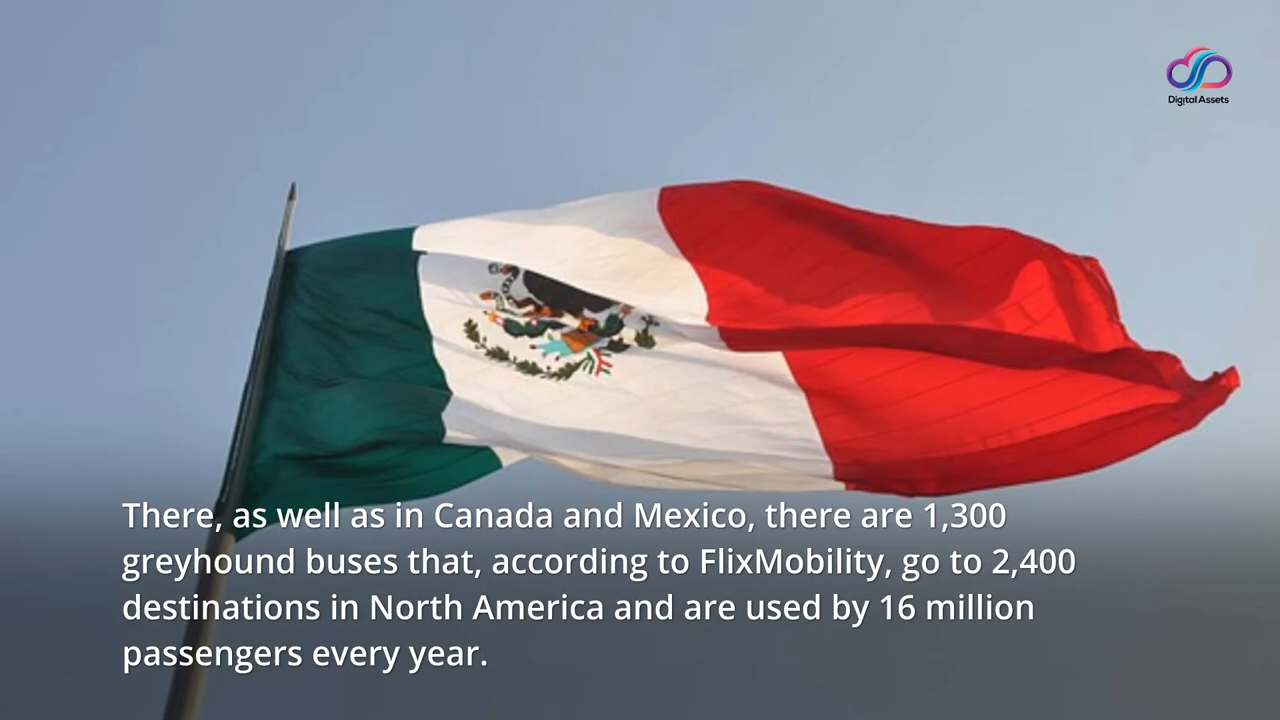 Digital Assets
There, as well as in Canada and Mexico, there are 1,300
greyhound buses that, according to FlixMobility, go to 2,400
destinations in North America and are used by 16 million
passengers every year.